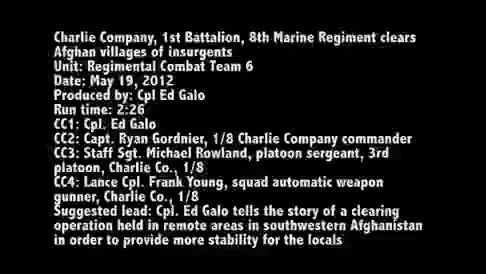 Charlie Company, 1st Battalion, 8th Marine Regiment clears
Afghan villages of insurgents
Unit: Regimental Combat Team 6
Date: May 19, 2012
Produced by: Cpl Ed Galo
Run time: 2:26
CC1: Cpl. Ed Galo
CC2: Capt. Ryan Gordnier, 1/8 Charlie Company commander
CC3: Staff Sgt. Michael Rowland, platoon sergeant, 3rd
platoon, Charlie Co., 1/8
CC4: Lance Cpl. Frank Young, squad automatic weapon
gunner, Charlie Co., 1/8
Suggested lead: Cpl. Ed Galo tells the story of a clearing
operation held in remote areas in southwestern Afghanistan
in order to provide more stability for the locals